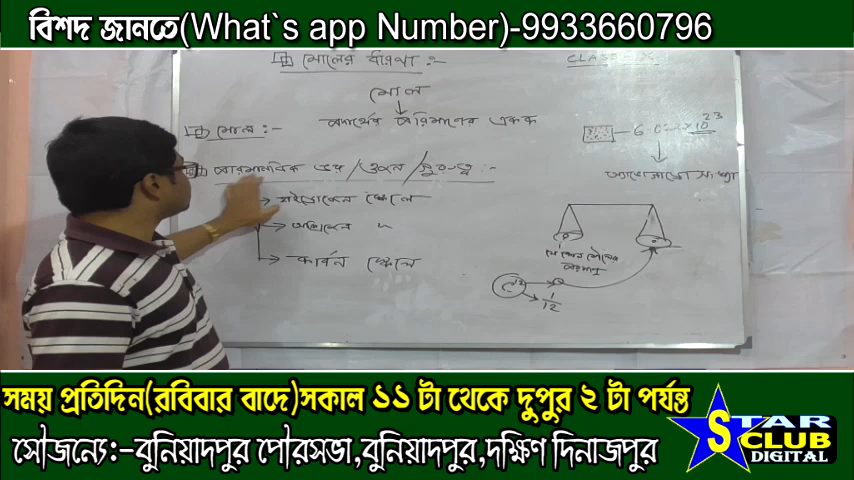 বিশদ জানতে(What`s app Number)-9933660796
মোলের ধারণা :-
CLASS-
মোল
পদার্থের পরিমাণের একক
মোল :-
10 23
অ্যাভোগাড্রো সংখ্যা
পারমাণবিক ভর/ওজন/গুরুত্ব :-
হাইড্রোজেন স্কেলে
অক্সিজেন "
কার্বন স্কেলে
যে কোন মৌলের
পরমাণু
1
12
সময় প্রতিদিন(রবিবার বাদে)সকাল ১১ টা থেকে দুপুর ২ টা পর্যন্ত
সৌজন্যে:-বুনিয়াদপুর পৌরসভা,বুনিয়াদপুর,দক্ষিণ দিনাজপুর
STAR
CLUB
DIGITAL